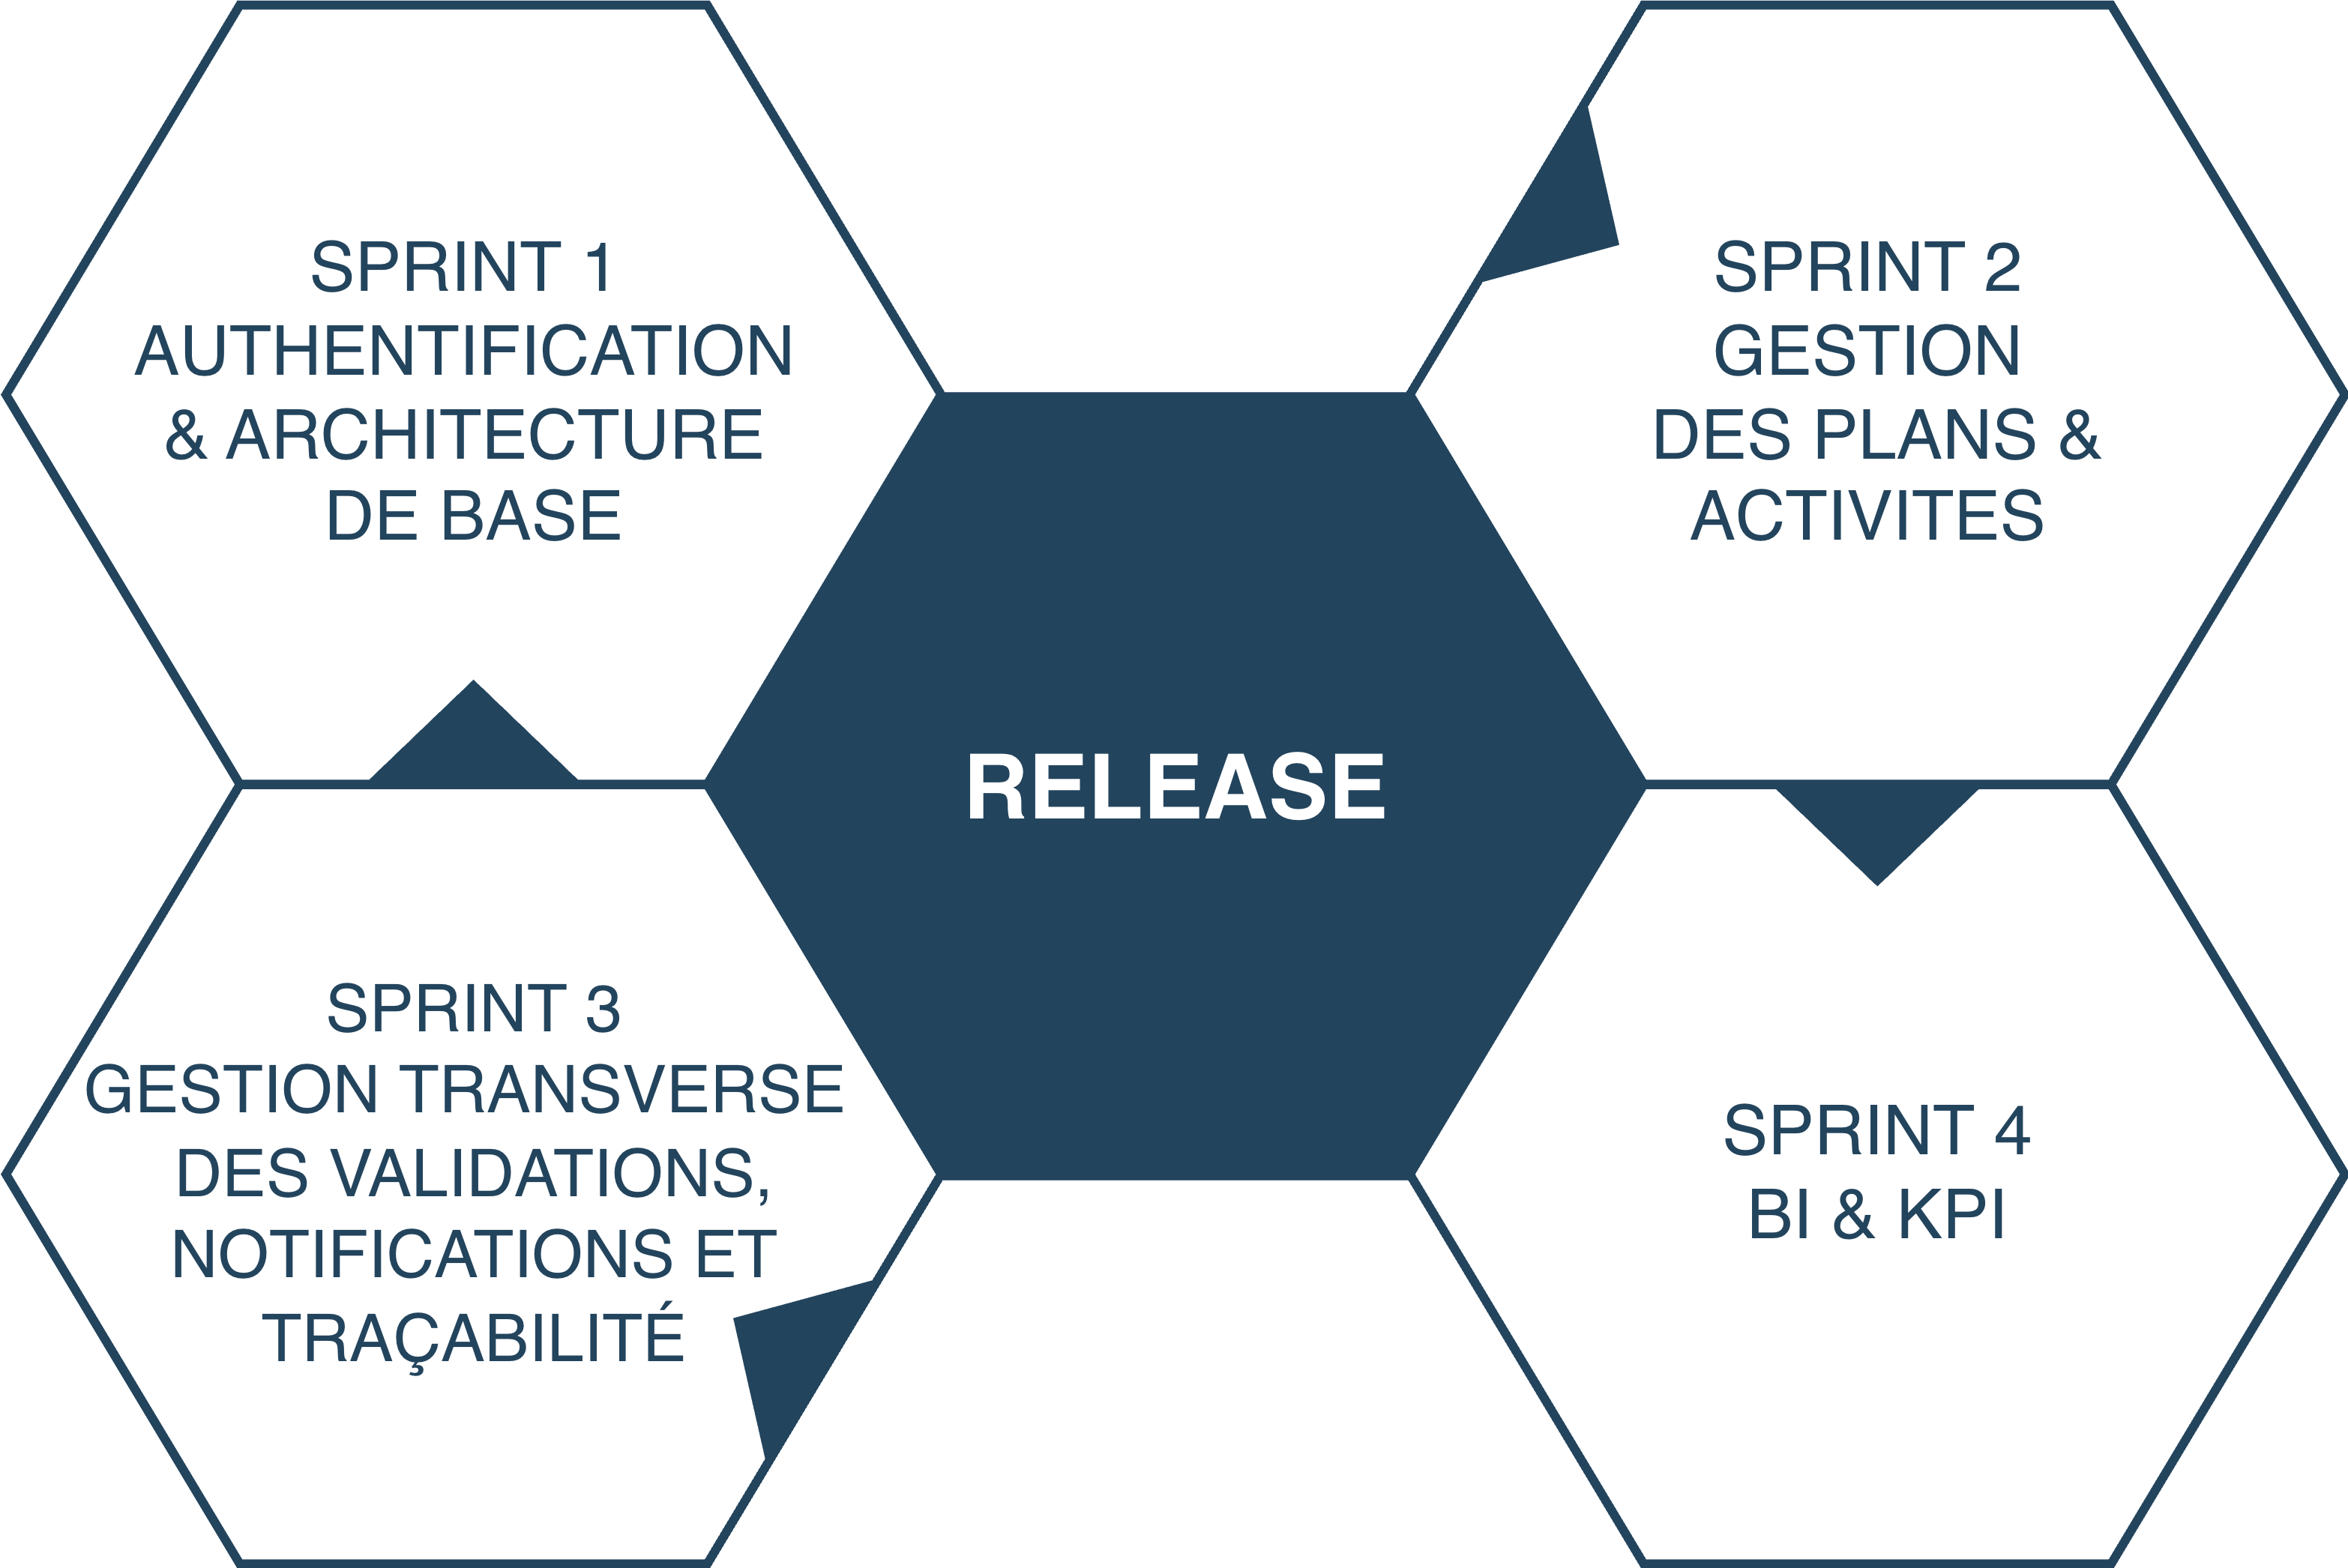 SPRINT 1
AUTHENTIFICATION
& ARCHITECTURE
DE BASE
SPRINT 2
GESTION
DES PLANS &
ACTIVITES
RELEASE
SPRINT 3
GESTION TRANSVERSE
DES VALIDATIONS,
NOTIFICATIONS ET
TRAÇABILITÉ
SPRINT 4
BI & KPI